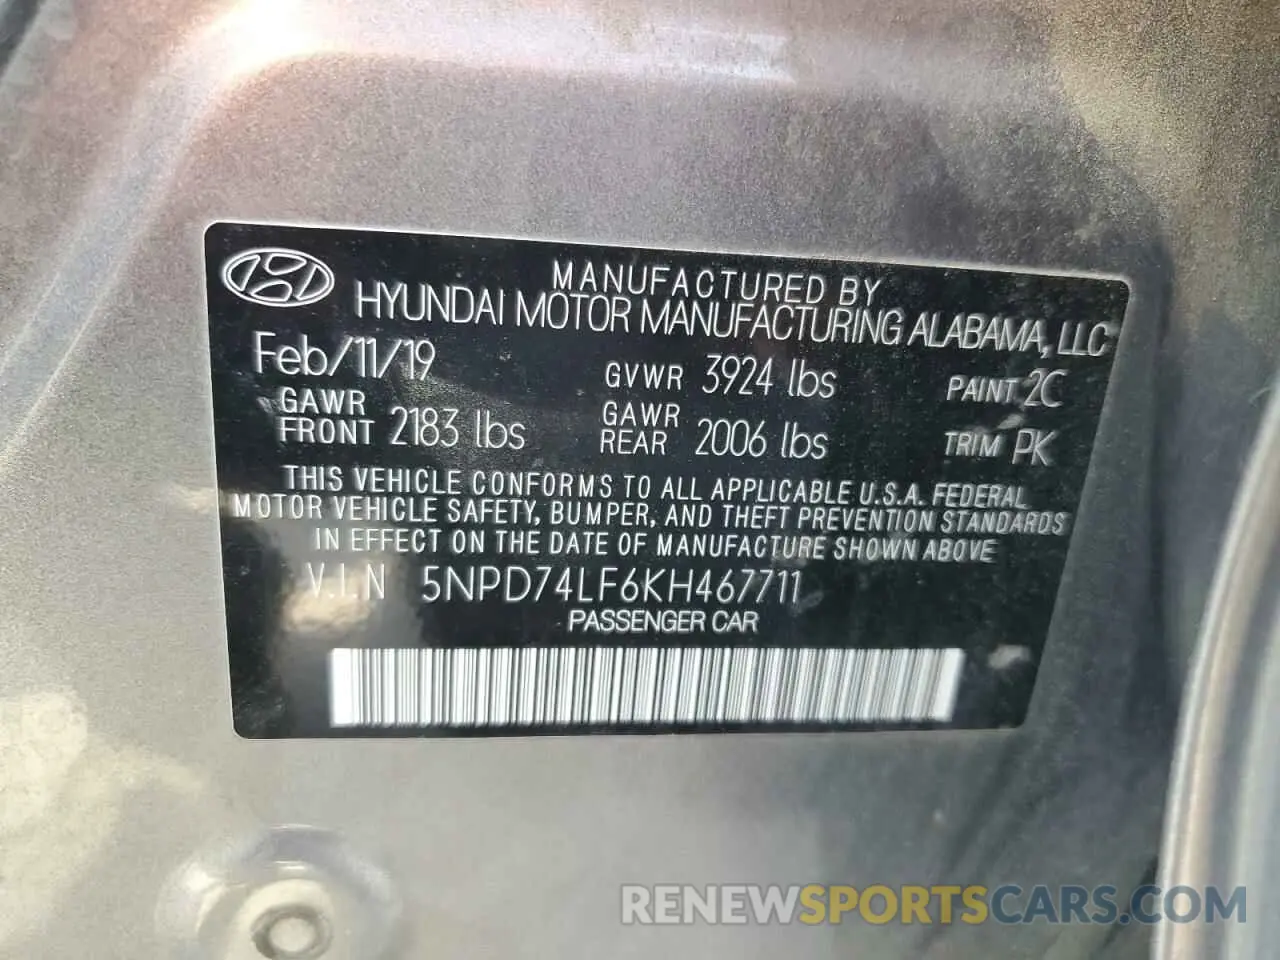 MANUFACTURED BY
HYUNDAI MOTOR MANUFACTURING ALABAMA, LLC
Feb/11/19 GVWR 3924 lbs PAINT 2C
GAWR FRONT 2183 lbs GAWR REAR 2006 lbs TRIM PK
THIS VEHICLE CONFORMS TO ALL APPLICABLE U.S.A. FEDERAL
MOTOR VEHICLE SAFETY, BUMPER, AND THEFT PREVENTION STANDARDS
IN EFFECT ON THE DATE OF MANUFACTURE SHOWN ABOVE
V.I.N 5NPD74LF6KH467711
PASSENGER CAR
RENEWSPORTSCARS.COM